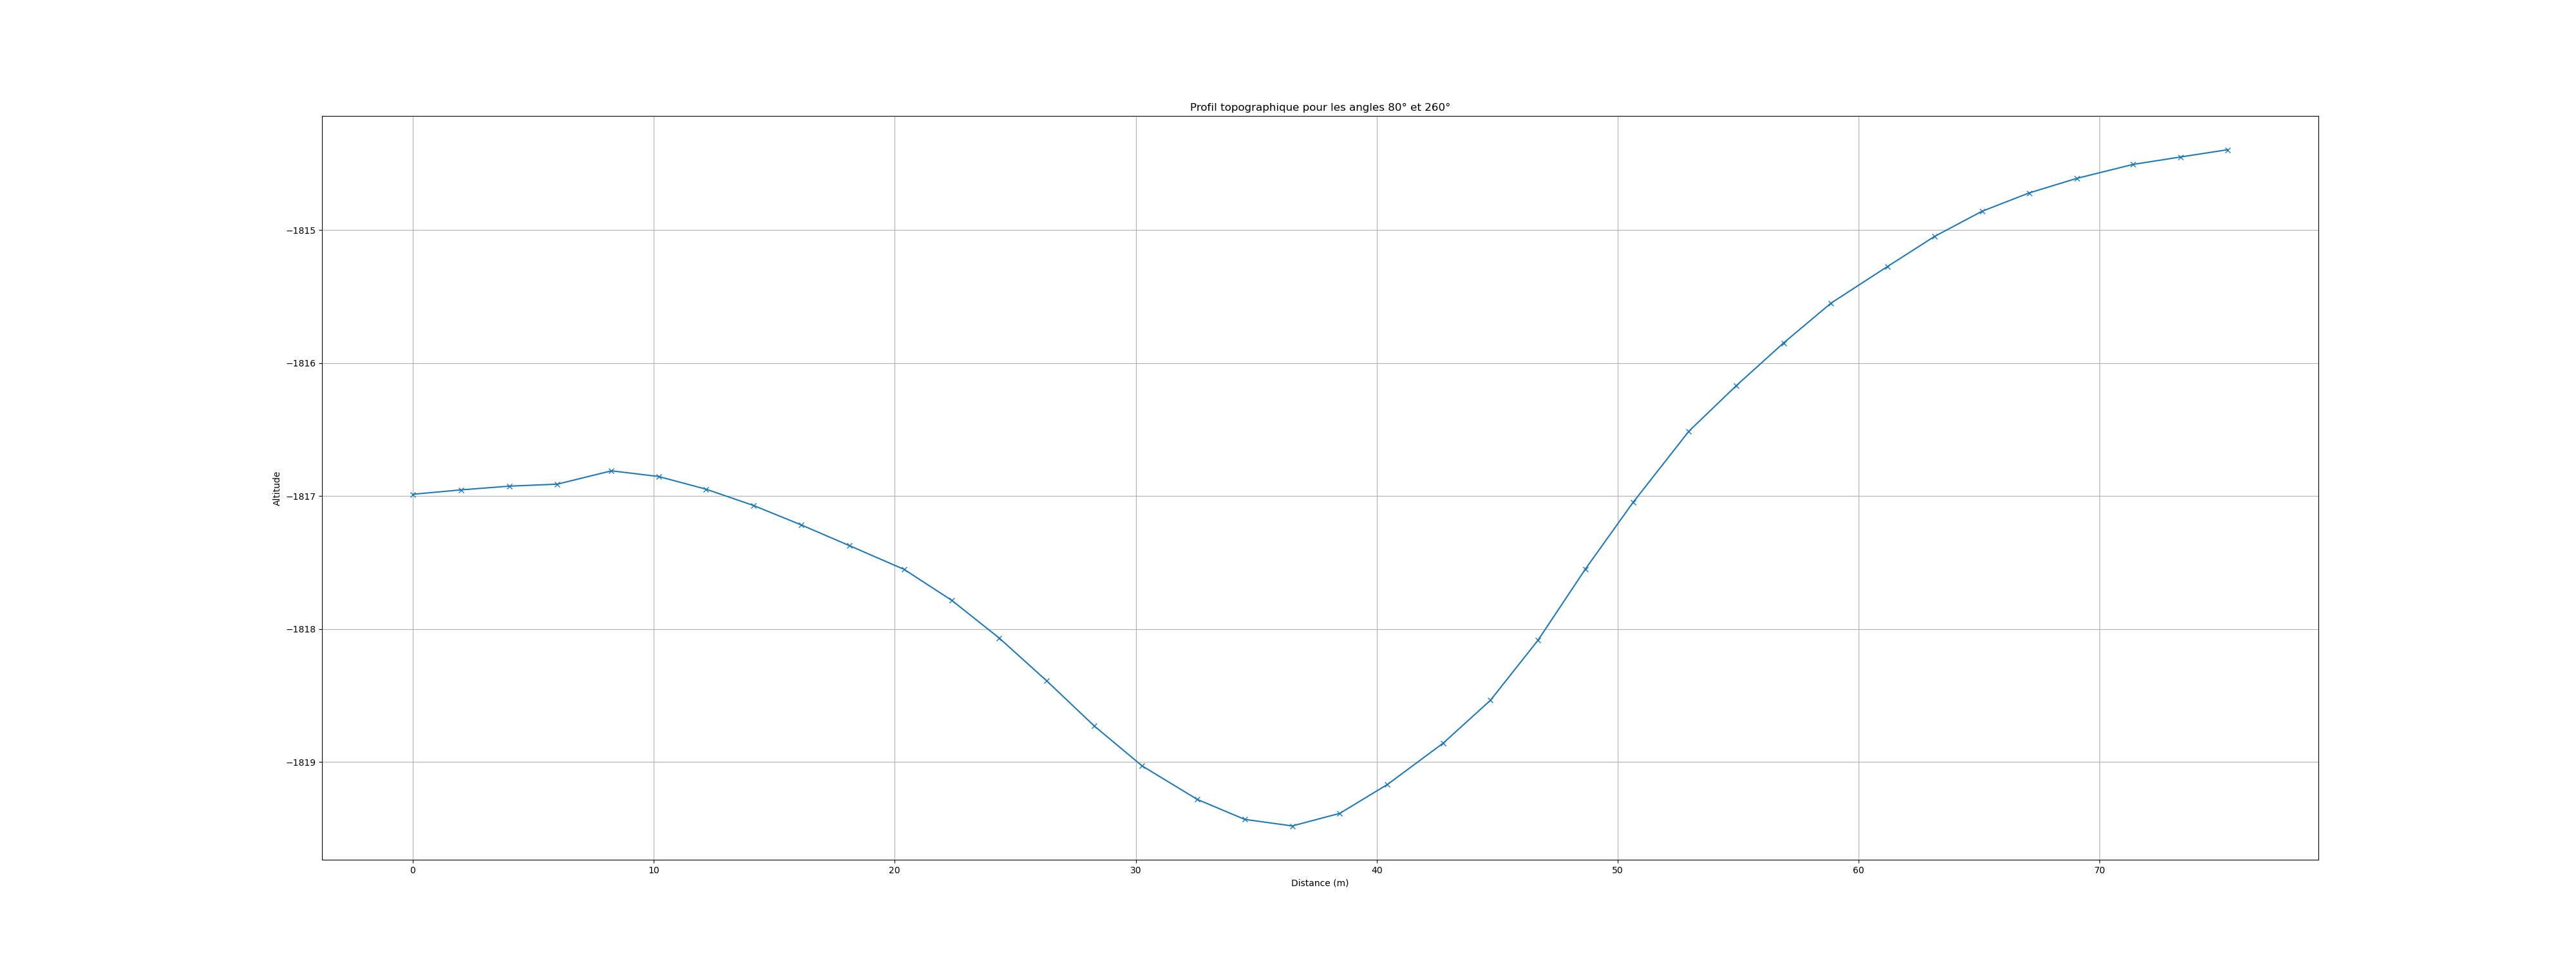 Profil topographique pour les angles 80° et 260°
Altitude
−1815
−1816
−1817
−1818
−1819
0 10 20 30 40 50 60 70
Distance (m)